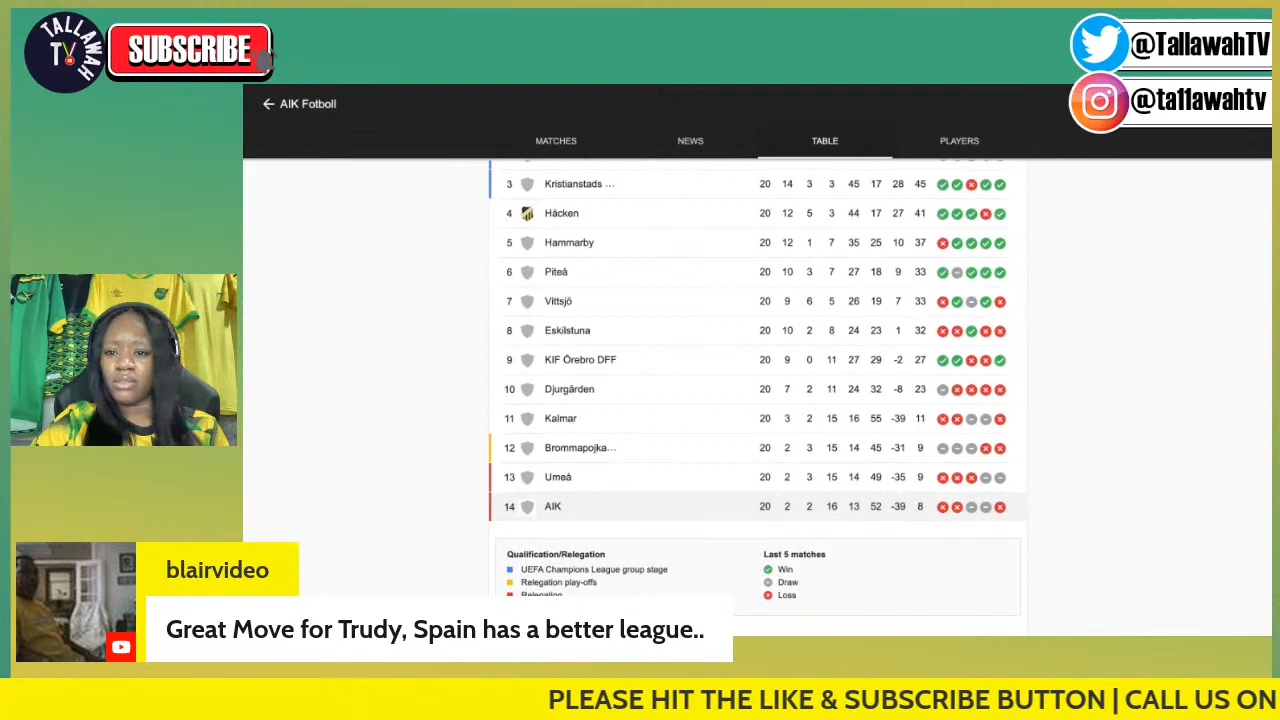 TALLAWAH
TV
SUBSCRIBE
@TallawahTV
@ta11awahtv
AIK Fotboll
MATCHES NEWS TABLE PLAYERS
3 Kristianstads ... 20 14 3 3 45 17 28 45
4 Häcken 20 12 5 3 44 17 27 41
5 Hammarby 20 12 1 7 35 25 10 37
6 Piteå 20 10 3 7 27 18 9 33
7 Vittsjö 20 9 6 5 26 19 7 33
8 Eskilstuna 20 10 2 8 24 23 1 32
9 KIF Örebro DFF 20 9 0 11 27 29 -2 27
10 Djurgården 20 7 2 11 24 32 -8 23
11 Kalmar 20 3 2 15 16 55 -39 11
12 Brommapojka... 20 2 3 15 14 45 -31 9
13 Umeå 20 2 3 15 14 49 -35 9
14 AIK 20 2 2 16 13 52 -39 8
Qualification/Relegation Last 5 matches
UEFA Champions League group stage Win
Relegation play-offs Draw
Relegation Loss
blairvideo
Great Move for Trudy, Spain has a better league..
PLEASE HIT THE LIKE & SUBSCRIBE BUTTON | CALL US ON